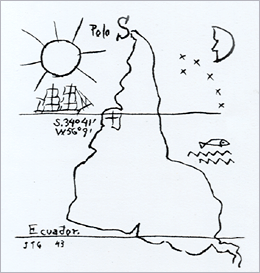 Polo S
S. 34°41'
W 56°9'
Ecuador.
JTG 43